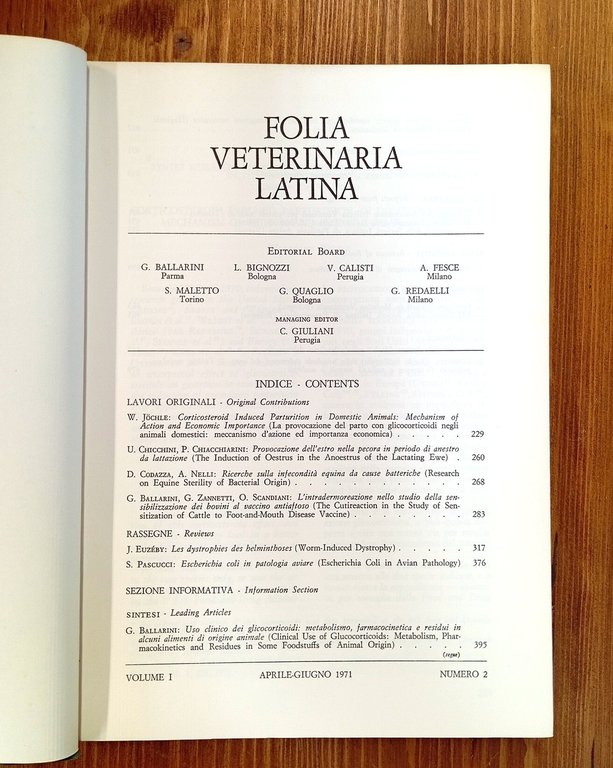 FOLIA
VETERINARIA
LATINA
EDITORIAL BOARD
G. BALLARINI L. BIGNOZZI V. CALISTI A. FESCE
Parma Bologna Perugia Milano
S. MALETTO G. QUAGLIO G. REDAELLI
Torino Bologna Milano
MANAGING EDITOR
C. GIULIANI
Perugia
INDICE - CONTENTS
LAVORI ORIGINALI - Original Contributions
W. JÖCHLE: Corticosteroid Induced Parturition in Domestic Animals: Mechanism of
Action and Economic Importance (La provocazione del parto con glicocorticoidi negli
animali domestici: meccanismo d'azione ed importanza economica) . . . . . 229
U. CHICCHINI, P. CHIACCHIARINI: Provocazione dell'estro nella pecora in periodo di anestro
da lattazione (The Induction of Oestrus in the Anoestrus of the Lactating Ewe) . 260
D. CODAZZA, A. NELLI: Ricerche sulla infecondità equina da cause batteriche (Research
on Equine Sterility of Bacterial Origin) . . . . . . . . . . . 268
G. BALLARINI, G. ZANNETTI, O. SCANDIANI: L'intradermoreazione nello studio della sen-
sibilizzazione dei bovini al vaccino antiaftoso (The Cutireaction in the Study of Sen-
sitization of Cattle to Foot-and-Mouth Disease Vaccine) . . . . . . . 283
RASSEGNE - Reviews
J. EUZÉBY: Les dystrophies des helminthoses (Worm-Induced Dystrophy) . . . . . 317
S. PASCUCCI: Escherichia coli in patologia aviare (Escherichia Coli in Avian Pathology) 376
SEZIONE INFORMATIVA - Information Section
SINTESI - Leading Articles
G. BALLARINI: Uso clinico dei glicocorticoidi: metabolismo, farmacocinetica e residui in
alcuni alimenti di origine animale (Clinical Use of Glucocorticoids: Metabolism, Phar-
macokinetics and Residues in Some Foodstuffs of Animal Origin) . . . . . 395
(segue)
VOLUME I APRILE-GIUGNO 1971 NUMERO 2